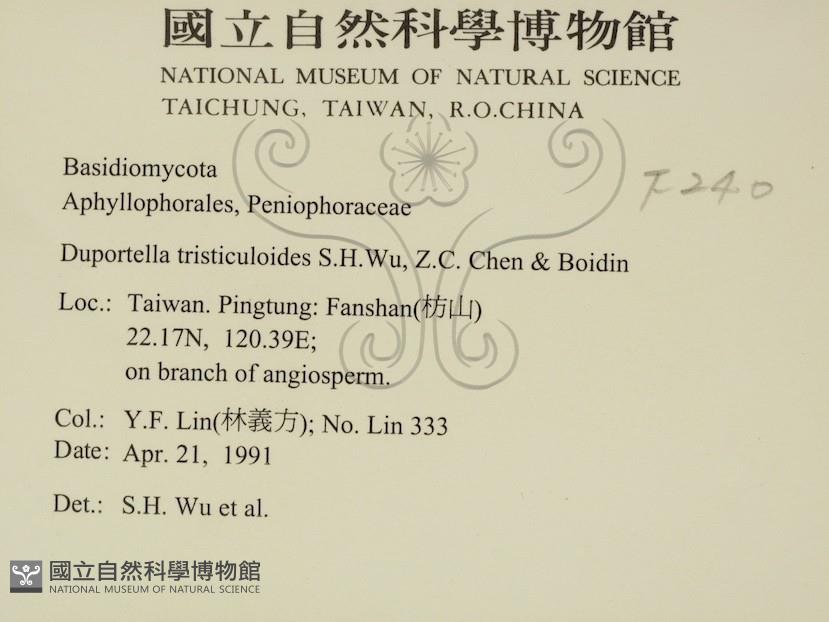 國立自然科學博物館
NATIONAL MUSEUM OF NATURAL SCIENCE
TAICHUNG, TAIWAN, R.O.CHINA
Basidiomycota
Aphyllophorales, Peniophoraceae
F240
Duportella tristiculoides S.H.Wu, Z.C. Chen & Boidin
Loc.: Taiwan. Pingtung: Fanshan(枋山)
22.17N, 120.39E;
on branch of angiosperm.
Col.: Y.F. Lin(林義方); No. Lin 333
Date: Apr. 21, 1991
Det.: S.H. Wu et al.
國立自然科學博物館
NATIONAL MUSEUM OF NATURAL SCIENCE